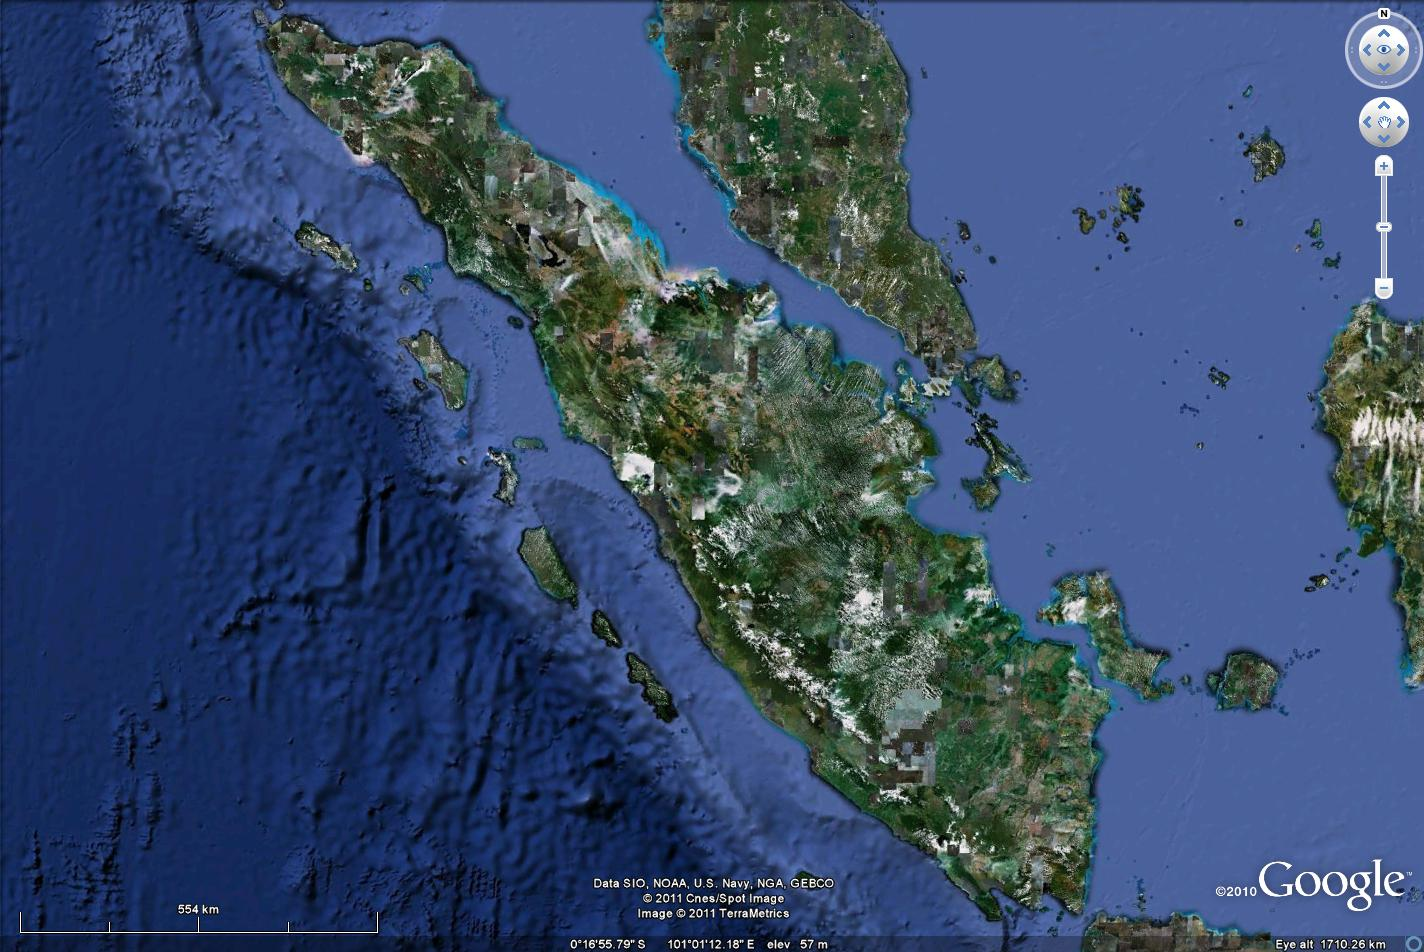 N
554 km
Data SIO, NOAA, U.S. Navy, NGA, GEBCO
© 2011 Cnes/Spot Image
Image © 2011 TerraMetrics
©2010 Google™
0°16'55.79" S 101°01'12.18" E elev 57 m
Eye alt 1710.26 km